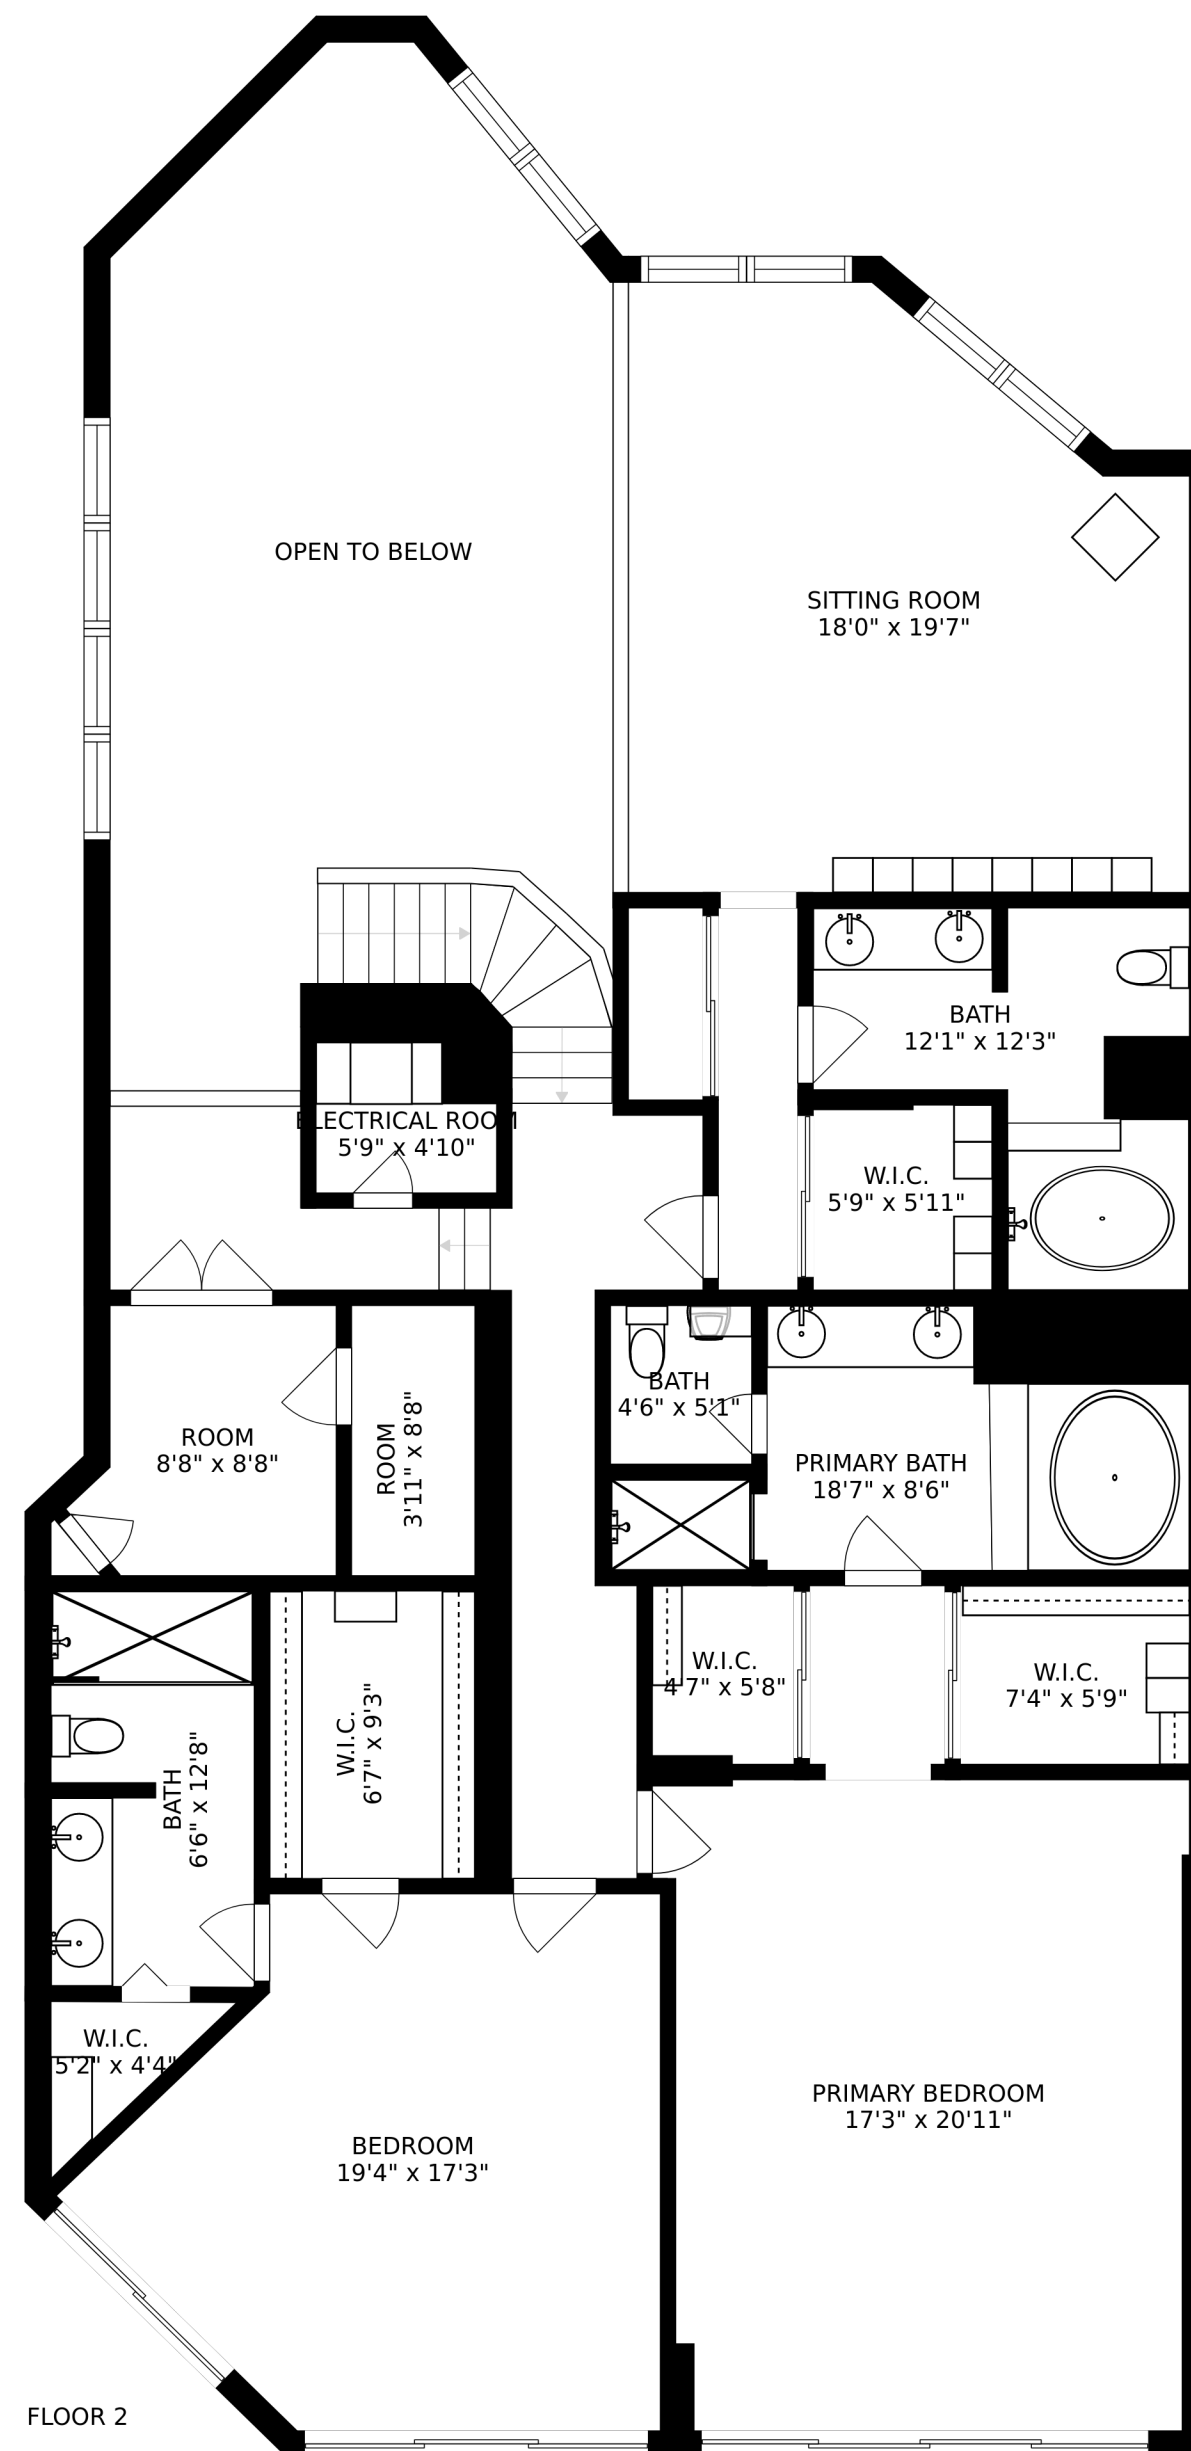 OPEN TO BELOW
SITTING ROOM
18'0" x 19'7"
BATH
12'1" x 12'3"
ELECTRICAL ROOM
5'9" x 4'10"
W.I.C.
5'9" x 5'11"
BATH
4'6" x 5'1"
ROOM
8'8" x 8'8"
ROOM
3'11" x 8'8"
PRIMARY BATH
18'7" x 8'6"
W.I.C.
4'7" x 5'8"
W.I.C.
7'4" x 5'9"
W.I.C.
6'7" x 9'3"
BATH
6'6" x 12'8"
W.I.C.
5'2" x 4'4"
PRIMARY BEDROOM
17'3" x 20'11"
BEDROOM
19'4" x 17'3"
FLOOR 2